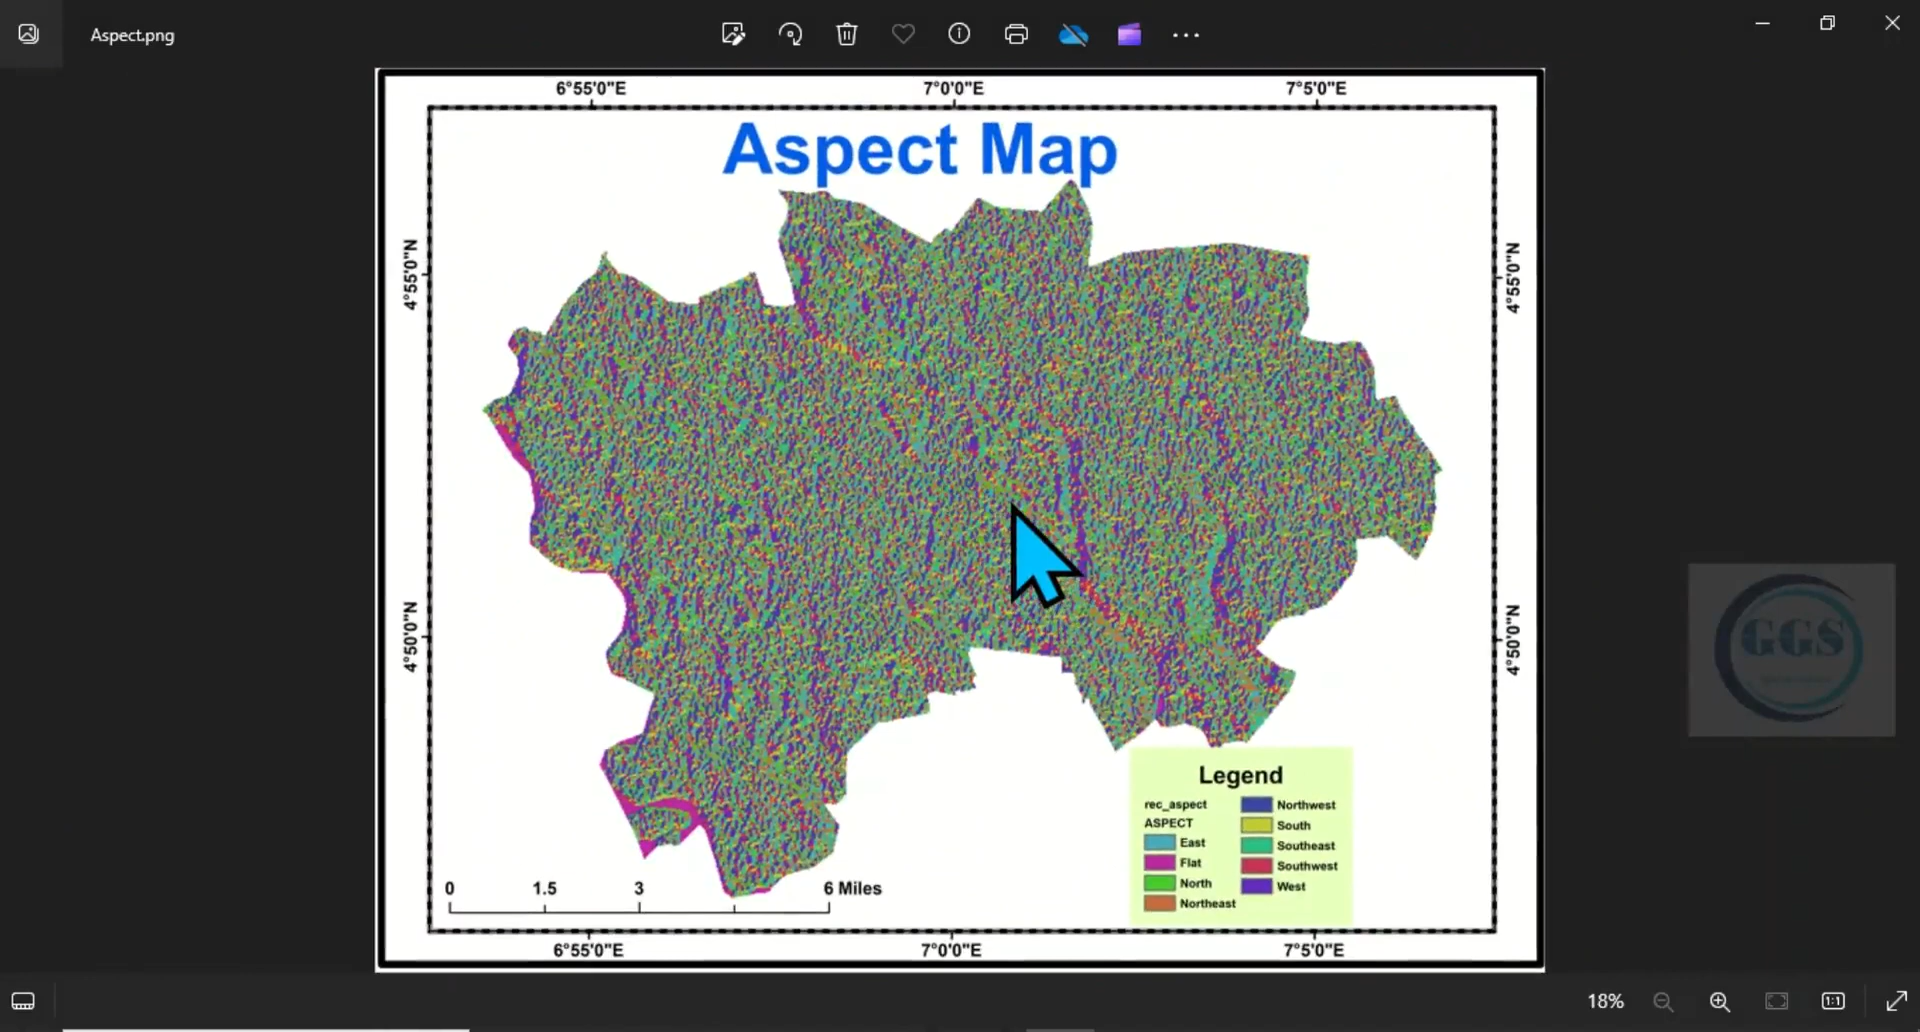 Aspect.png
6°55'0"E 7°0'0"E 7°5'0"E
Aspect Map
4°55'0"N 4°55'0"N
4°50'0"N 4°50'0"N
GGS
Legend
rec_aspect
ASPECT
East
Flat
North
Northeast
Northwest
South
Southeast
Southwest
West
0 1.5 3 6 Miles
6°55'0"E 7°0'0"E 7°5'0"E
18%
1:1